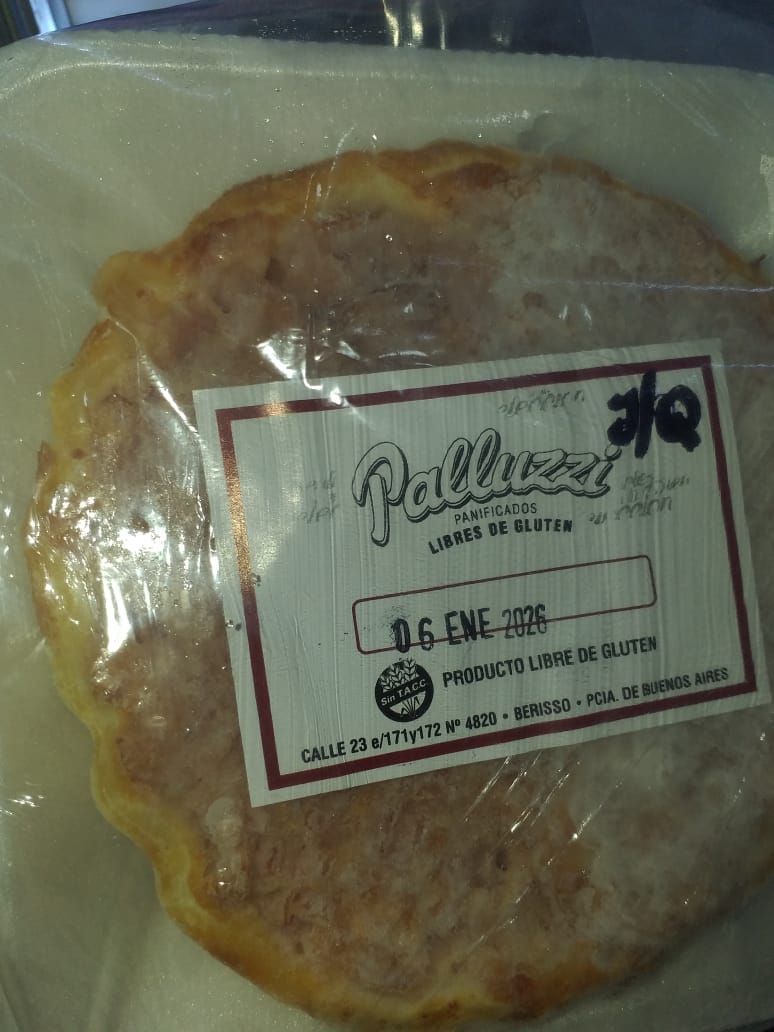 J/Q
Palluzzi
PANIFICADOS
LIBRES DE GLUTEN
06 ENE 2026
Sin T.A.C.C
PRODUCTO LIBRE DE GLUTEN
CALLE 23 e/171y172 Nº 4820 • BERISSO • PCIA. DE BUENOS AIRES